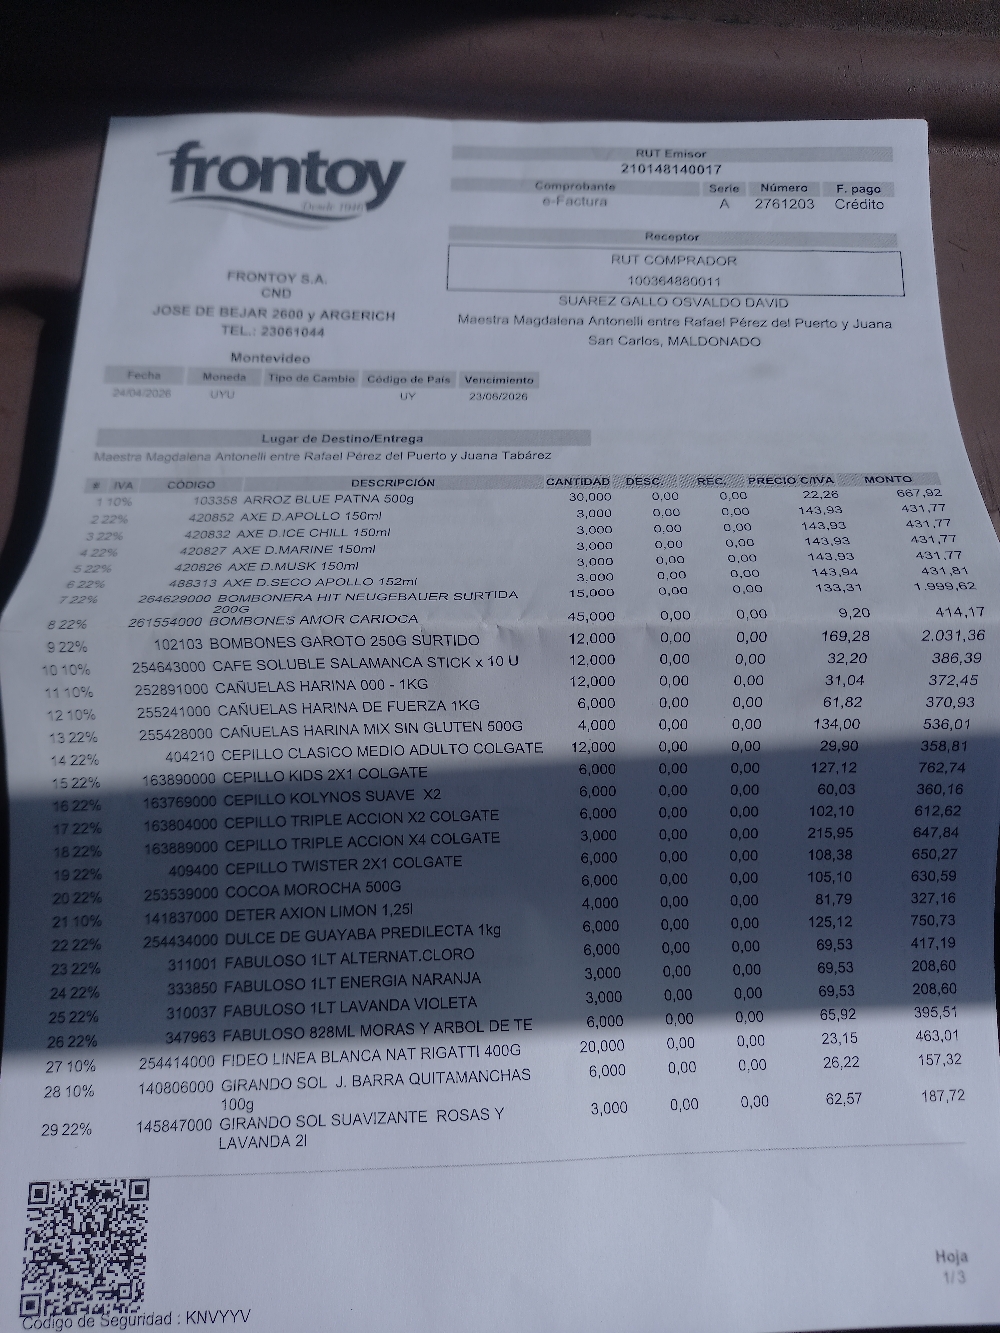 frontoy
Desde 1946
RUT Emisor
210148140017
Comprobante Serie Número F. pago
e-Factura A 2761203 Crédito
Receptor
RUT COMPRADOR
100364880011
SUAREZ GALLO OSVALDO DAVID
Maestra Magdalena Antonelli entre Rafael Pérez del Puerto y Juana
San Carlos, MALDONADO
FRONTOY S.A.
CND
JOSE DE BEJAR 2600 y ARGERICH
TEL.: 23061044
Montevideo
Fecha Moneda Tipo de Cambio Código de País Vencimiento
24/04/2026 UYU UY 23/06/2026
Lugar de Destino/Entrega
Maestra Magdalena Antonelli entre Rafael Pérez del Puerto y Juana Tabárez
# IVA CÓDIGO DESCRIPCIÓN CANTIDAD DESC. REC. PRECIO C/IVA MONTO
1 10% 103358 ARROZ BLUE PATNA 500g 30,000 0,00 0,00 22,26 667,92
2 22% 420852 AXE D.APOLLO 150ml 3,000 0,00 0,00 143,93 431,77
3 22% 420832 AXE D.ICE CHILL 150ml 3,000 0,00 0,00 143,93 431,77
4 22% 420827 AXE D.MARINE 150ml 3,000 0,00 0,00 143,93 431,77
5 22% 420826 AXE D.MUSK 150ml 3,000 0,00 0,00 143,93 431,77
6 22% 488313 AXE D.SECO APOLLO 152ml 3,000 0,00 0,00 143,94 431,81
7 22% 264629000 BOMBONERA HIT NEUGEBAUER SURTIDA 15,000 0,00 0,00 133,31 1.999,62
200G
8 22% 261554000 BOMBONES AMOR CARIOCA 45,000 0,00 0,00 9,20 414,17
9 22% 102103 BOMBONES GAROTO 250G SURTIDO 12,000 0,00 0,00 169,28 2.031,36
10 10% 254643000 CAFE SOLUBLE SALAMANCA STICK x 10 U 12,000 0,00 0,00 32,20 386,39
11 10% 252891000 CAÑUELAS HARINA 000 - 1KG 12,000 0,00 0,00 31,04 372,45
12 10% 255241000 CAÑUELAS HARINA DE FUERZA 1KG 6,000 0,00 0,00 61,82 370,93
13 22% 255428000 CAÑUELAS HARINA MIX SIN GLUTEN 500G 4,000 0,00 0,00 134,00 536,01
14 22% 404210 CEPILLO CLASICO MEDIO ADULTO COLGATE 12,000 0,00 0,00 29,90 358,81
15 22% 163890000 CEPILLO KIDS 2X1 COLGATE 6,000 0,00 0,00 127,12 762,74
16 22% 163769000 CEPILLO KOLYNOS SUAVE X2 6,000 0,00 0,00 60,03 360,16
17 22% 163804000 CEPILLO TRIPLE ACCION X2 COLGATE 6,000 0,00 0,00 102,10 612,62
18 22% 163889000 CEPILLO TRIPLE ACCION X4 COLGATE 3,000 0,00 0,00 215,95 647,84
19 22% 409400 CEPILLO TWISTER 2X1 COLGATE 6,000 0,00 0,00 108,38 650,27
20 22% 253539000 COCOA MOROCHA 500G 6,000 0,00 0,00 105,10 630,59
21 10% 141837000 DETER AXION LIMON 1,25l 4,000 0,00 0,00 81,79 327,16
22 22% 254434000 DULCE DE GUAYABA PREDILECTA 1kg 6,000 0,00 0,00 125,12 750,73
23 22% 311001 FABULOSO 1LT ALTERNAT.CLORO 6,000 0,00 0,00 69,53 417,19
24 22% 333850 FABULOSO 1LT ENERGIA NARANJA 3,000 0,00 0,00 69,53 208,60
25 22% 310037 FABULOSO 1LT LAVANDA VIOLETA 3,000 0,00 0,00 69,53 208,60
26 22% 347963 FABULOSO 828ML MORAS Y ARBOL DE TE 6,000 0,00 0,00 65,92 395,51
27 10% 254414000 FIDEO LINEA BLANCA NAT RIGATTI 400G 20,000 0,00 0,00 23,15 463,01
28 10% 140806000 GIRANDO SOL J. BARRA QUITAMANCHAS 6,000 0,00 0,00 26,22 157,32
100g
29 22% 145847000 GIRANDO SOL SUAVIZANTE ROSAS Y 3,000 0,00 0,00 62,57 187,72
LAVANDA 2l
Hoja
1/3
Código de Seguridad : KNVYYV